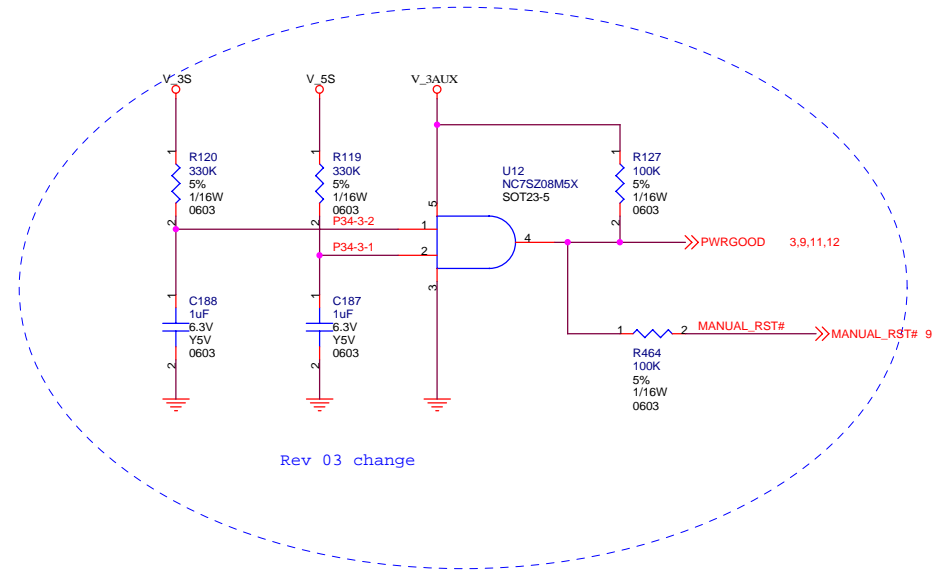 V_3S
V_5S
V_3AUX
1
R120
330K
5%
1/16W
0603
2
1
R119
330K
5%
1/16W
0603
2
P34-3-2
P34-3-1
5
1
2
3
4
U12
NC7SZ08M5X
SOT23-5
1
R127
100K
5%
1/16W
0603
2
PWRGOOD 3,9,11,12
1
C188
1uF
6.3V
Y5V
0603
2
1
C187
1uF
6.3V
Y5V
0603
2
1
2
MANUAL_RST#
MANUAL_RST# 9
R464
100K
5%
1/16W
0603
Rev 03 change